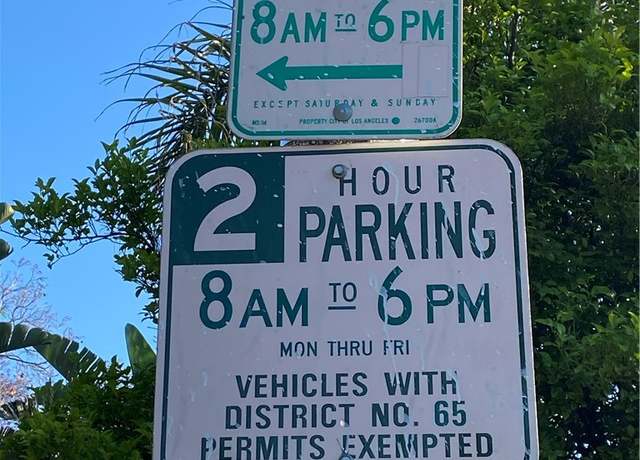 8AM TO 6PM
EXCEPT SATURDAY & SUNDAY
PROPERTY CITY OF LOS ANGELES
2 HOUR
PARKING
8AM TO 6PM
MON THRU FRI
VEHICLES WITH
DISTRICT NO. 65
PERMITS EXEMPTED